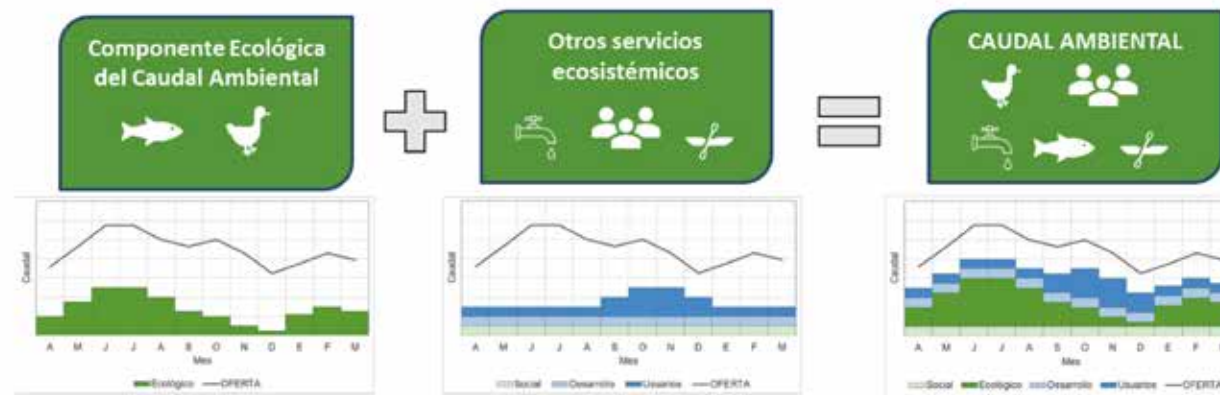 Componente Ecológica
del Caudal Ambiental
Otros servicios
ecosistémicos
CAUDAL AMBIENTAL
Caudal
A M J J A S O N D E F M
Mes
Ecológico OFERTA
Caudal
A M J J A S O N D E F M
Mes
Social Desarrollo Usuarios OFERTA
Caudal
A M J J A S O N D E F
Mes
Social Ecológico Desarrollo Usuarios OFERTA